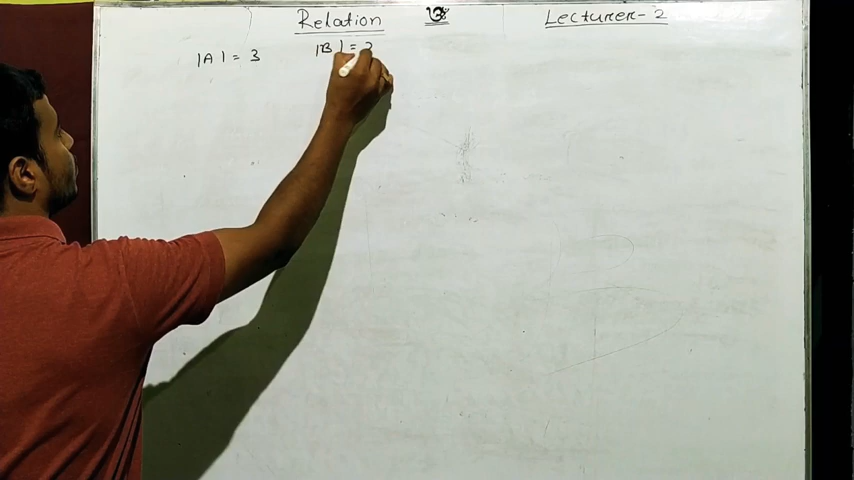 Relation ওঁ Lecturer-2
|A| = 3 |B| =